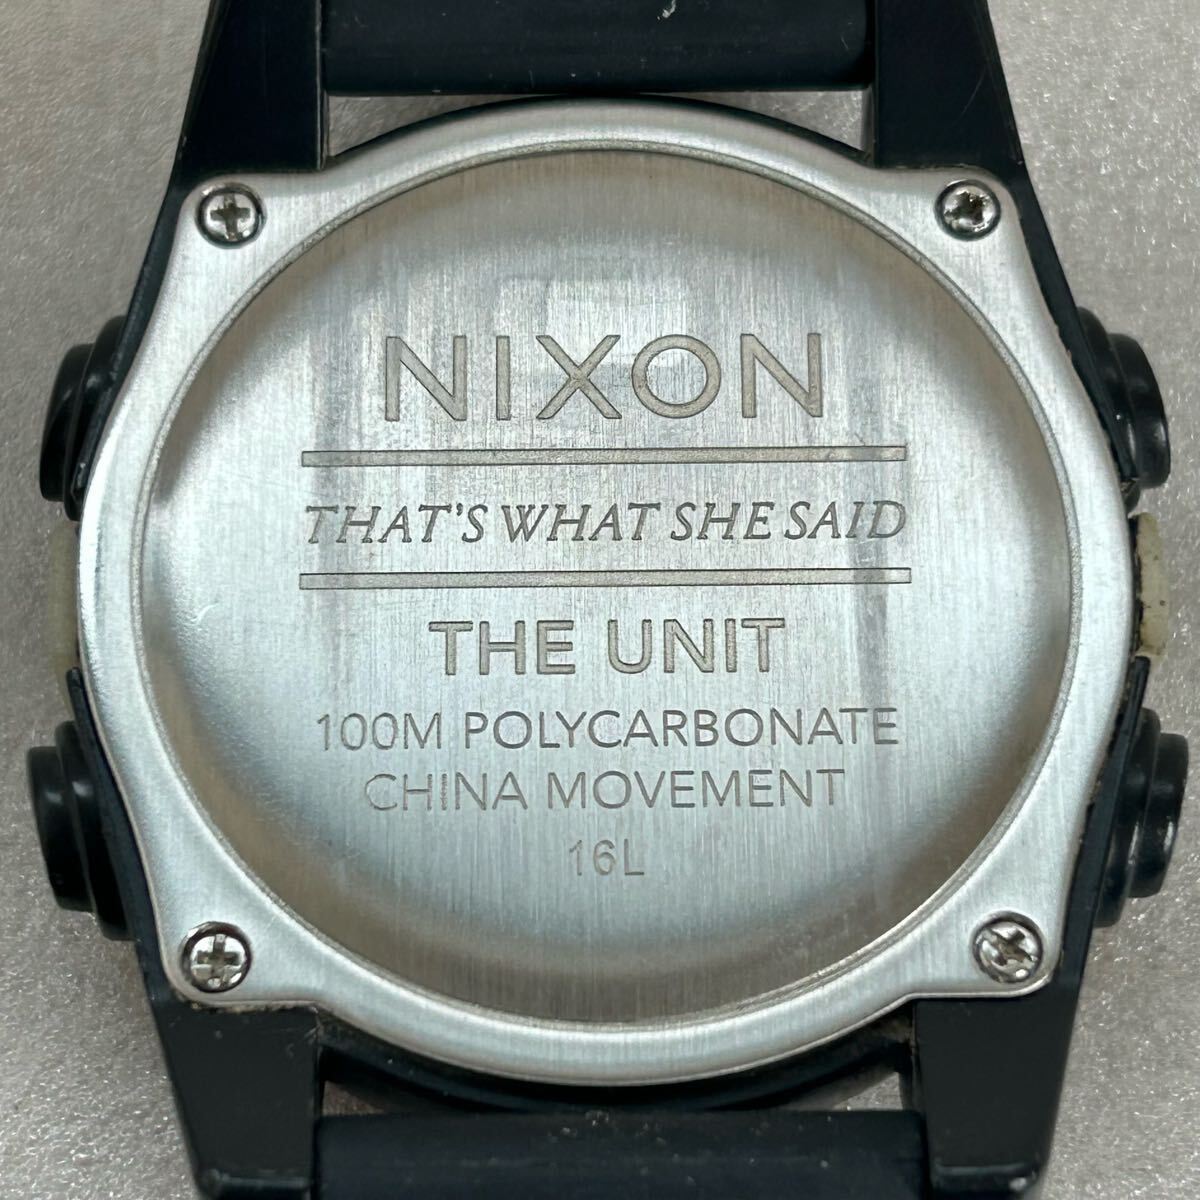 NIXON
THAT'S WHAT SHE SAID
THE UNIT
100M POLYCARBONATE
CHINA MOVEMENT
16L